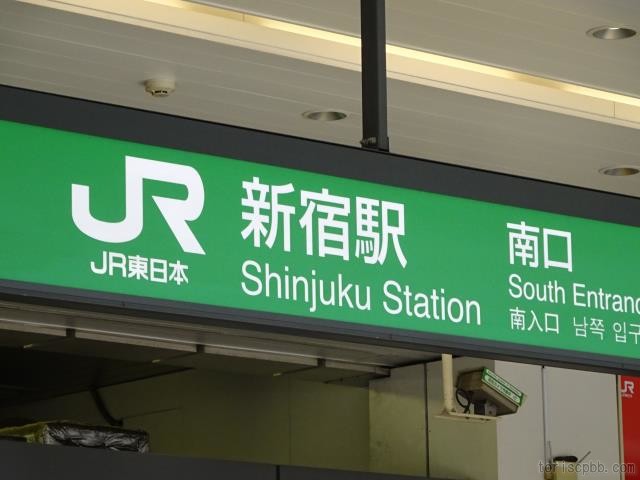 JR
JR東日本
新宿駅
Shinjuku Station
南口
South Entranc
南入口 남쪽 입구
JR
toriscpbb.com